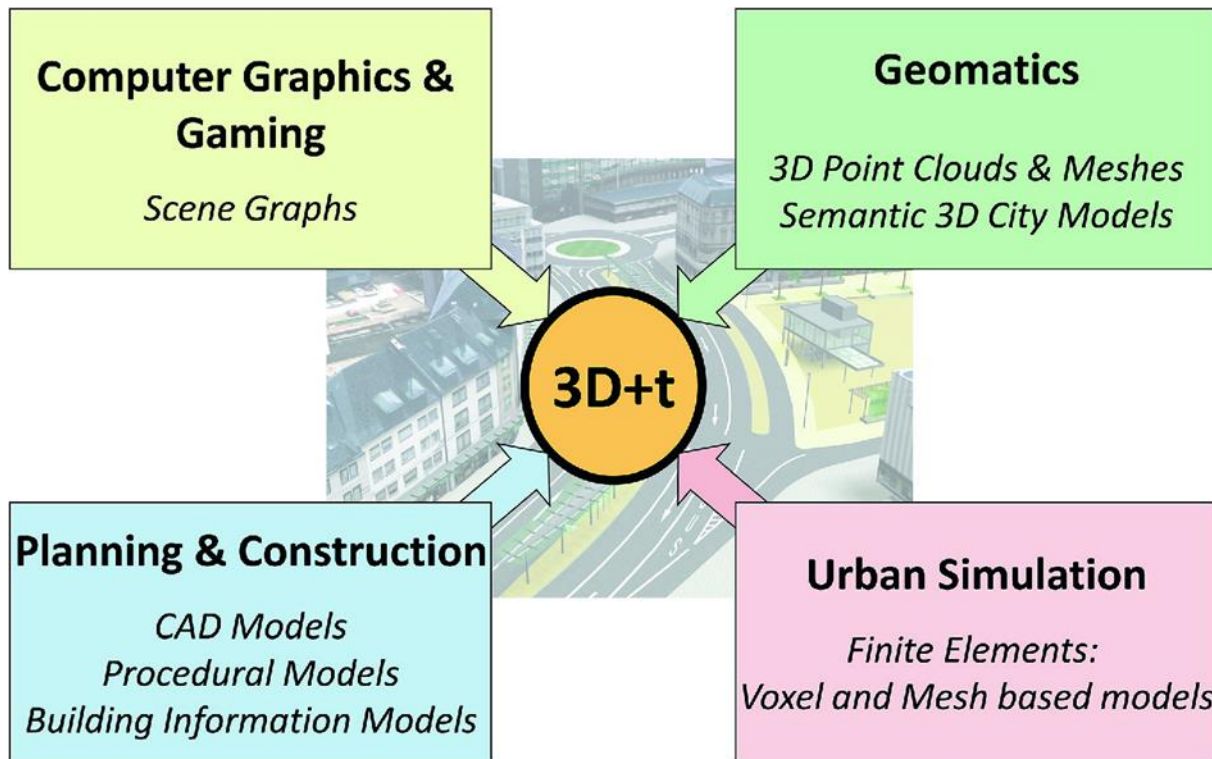 Computer Graphics &
Gaming
Scene Graphs
Geomatics
3D Point Clouds & Meshes
Semantic 3D City Models
3D+t
Planning & Construction
CAD Models
Procedural Models
Building Information Models
Urban Simulation
Finite Elements:
Voxel and Mesh based models